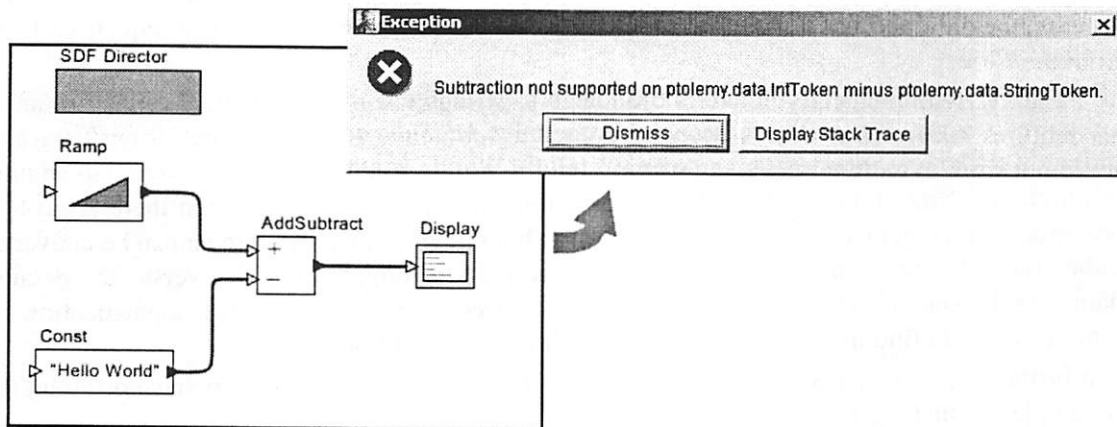 Exception
Subtraction not supported on ptolemy.data.IntToken minus ptolemy.data.StringToken.
Dismiss
Display Stack Trace
SDF Director
Ramp
AddSubtract
+
–
Display
Const
"Hello World"